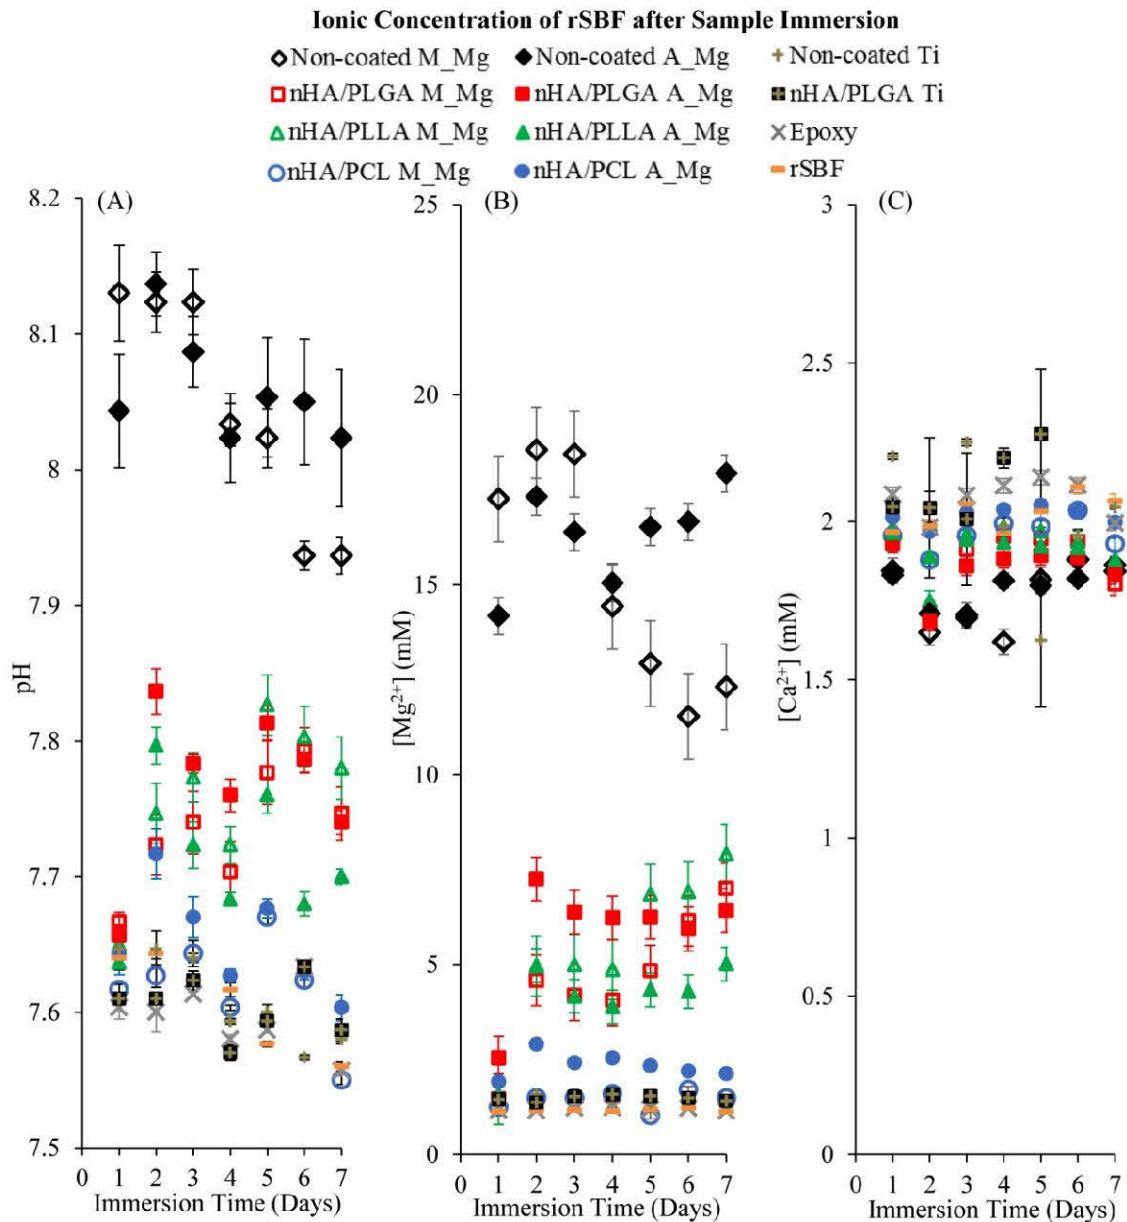 Ionic Concentration of rSBF after Sample Immersion
Non-coated M_Mg Non-coated A_Mg Non-coated Ti
nHA/PLGA M_Mg nHA/PLGA A_Mg nHA/PLGA Ti
nHA/PLLA M_Mg nHA/PLLA A_Mg Epoxy
nHA/PCL M_Mg nHA/PCL A_Mg rSBF
(A)
8.2
8.1
8
7.9
7.8
7.7
7.6
7.5
pH
0 1 2 3 4 5 6 7
Immersion Time (Days)
(B)
25
20
15
10
5
0
[Mg²⁺] (mM)
0 1 2 3 4 5 6 7
Immersion Time (Days)
(C)
3
2.5
2
1.5
1
0.5
0
[Ca²⁺] (mM)
0 1 2 3 4 5 6 7
Immersion Time (Days)